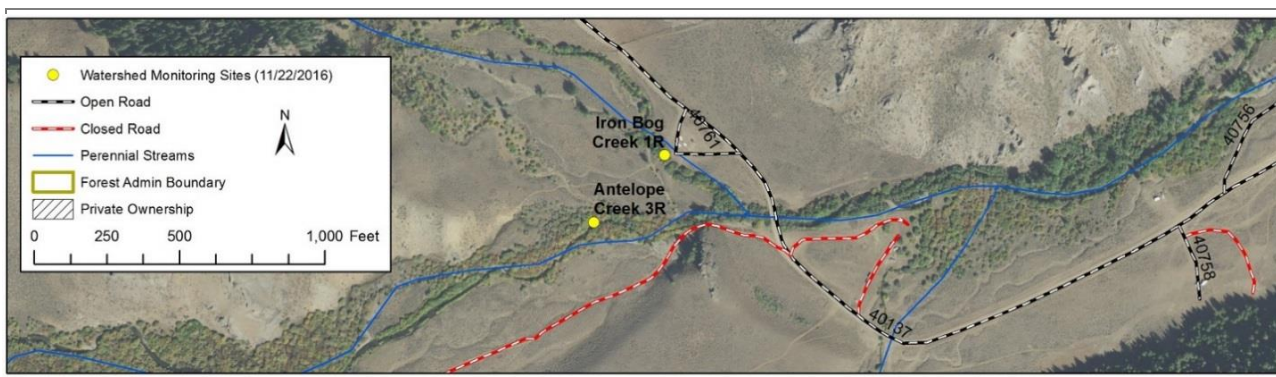 Watershed Monitoring Sites (11/22/2016)
Open Road
Closed Road
Perennial Streams
Forest Admin Boundary
Private Ownership
N
0 250 500 1,000 Feet
Iron Bog
Creek 1R
Antelope
Creek 3R
40761
40756
40758
40137